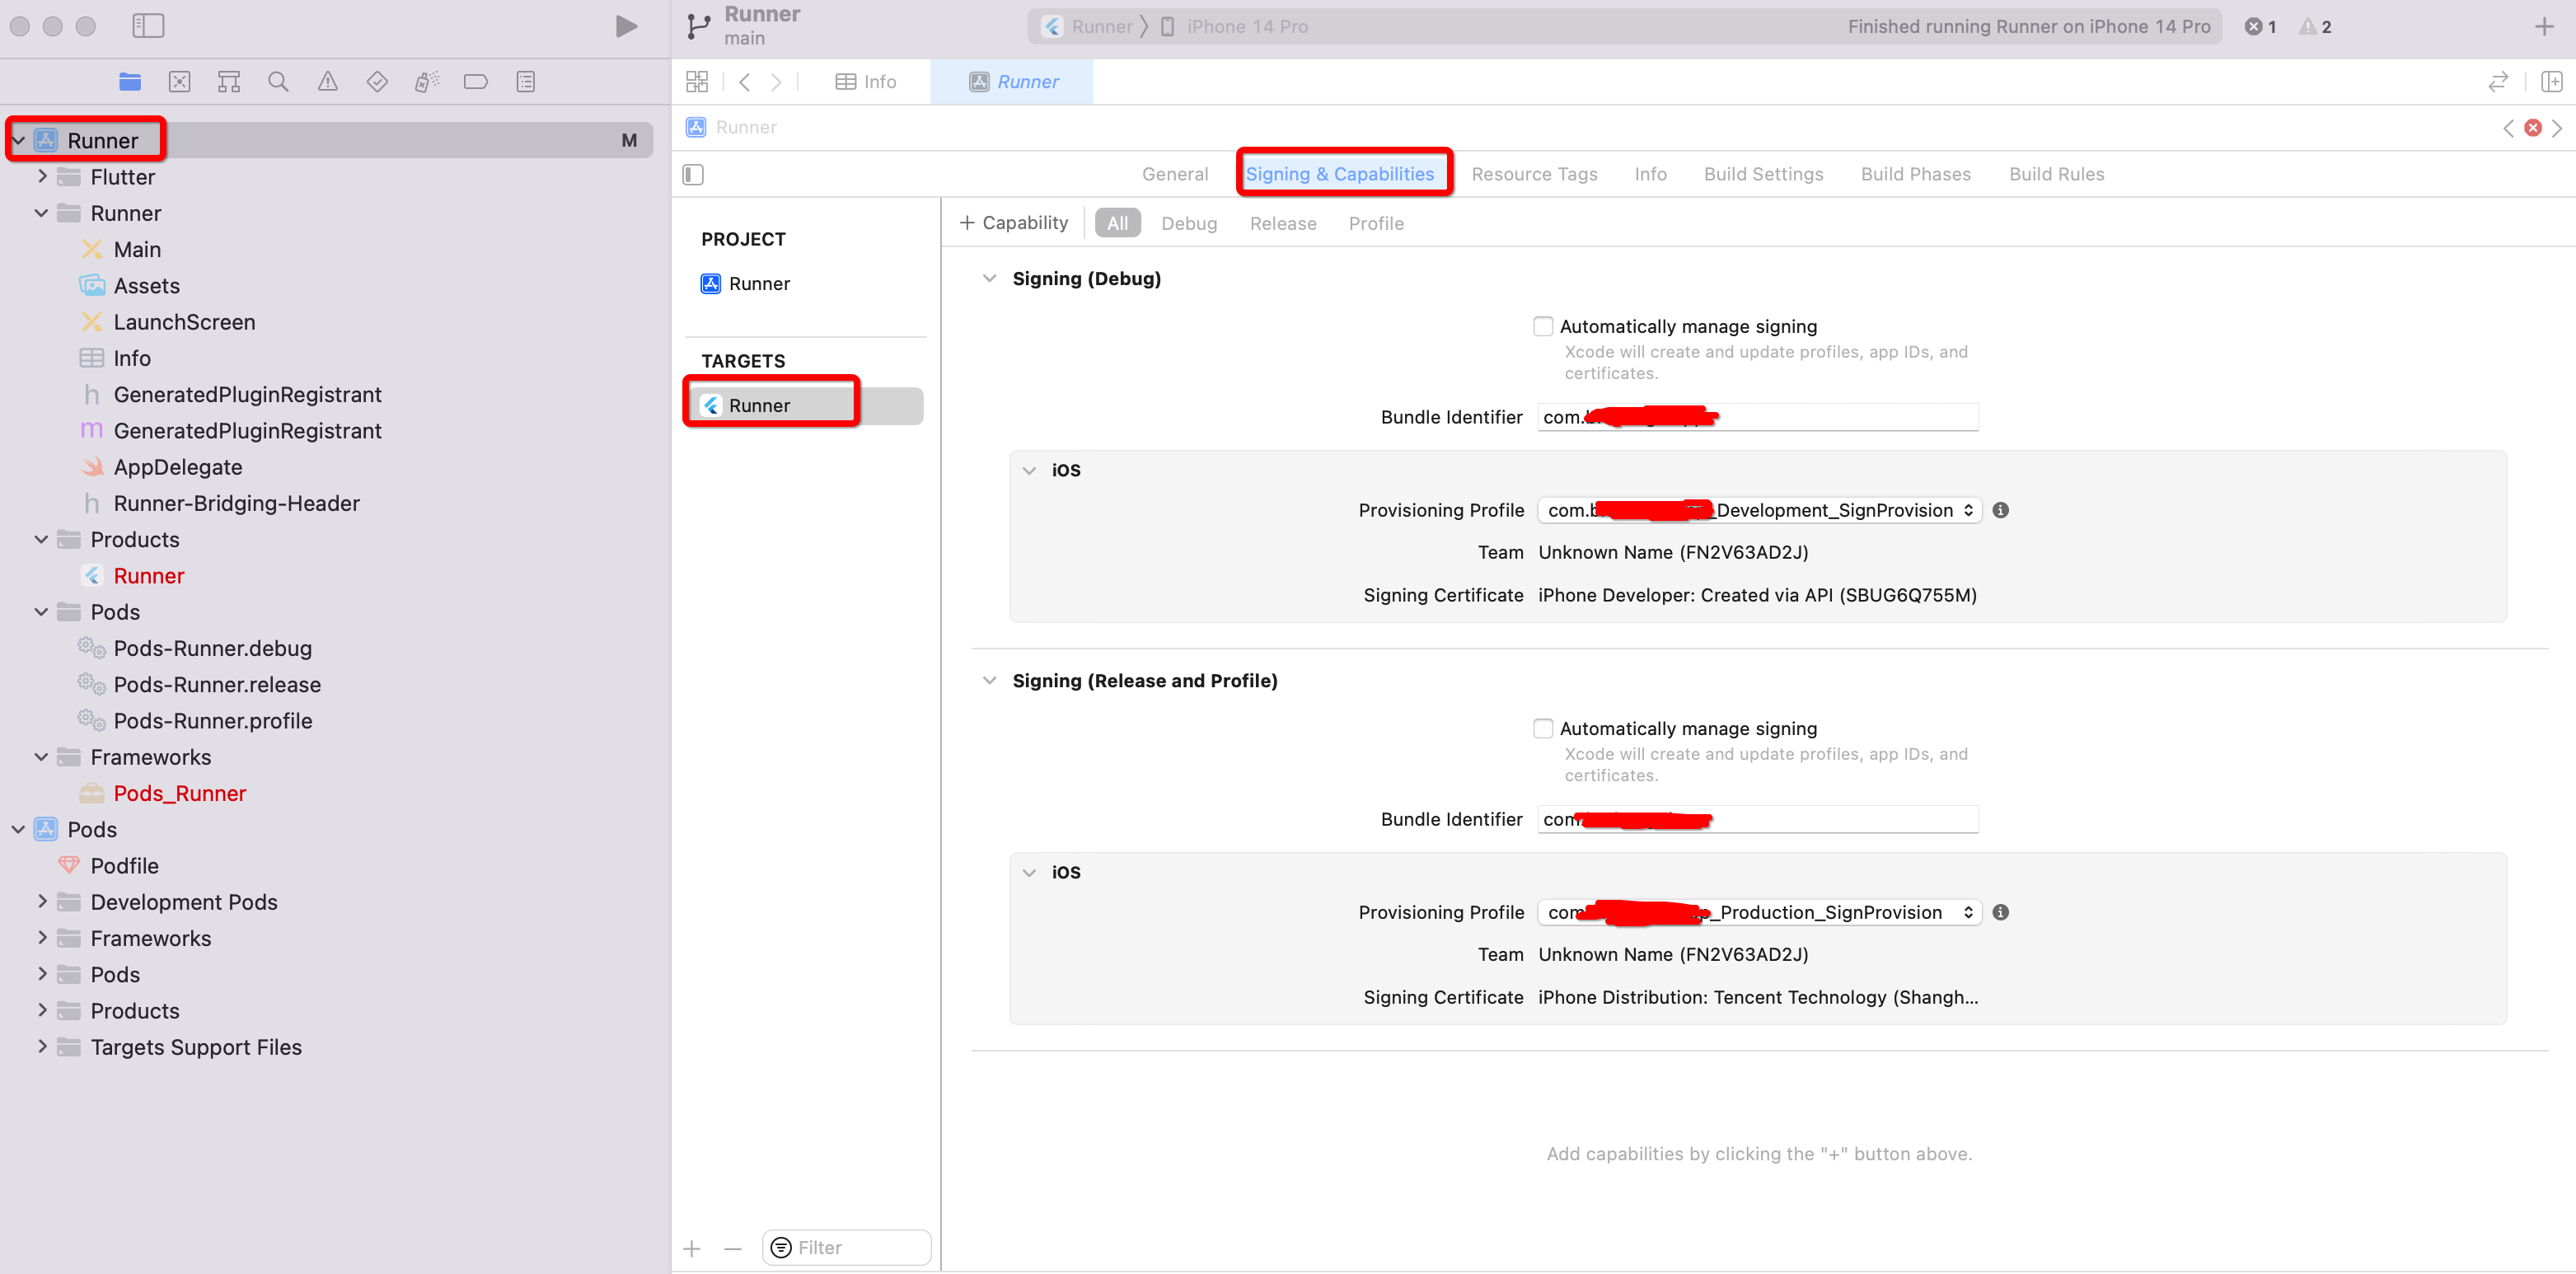 Runner
main
Runner
iPhone 14 Pro
Finished running Runner on iPhone 14 Pro
1
2
Info
Runner
Runner
General
Signing & Capabilities
Resource Tags
Info
Build Settings
Build Phases
Build Rules
Runner
M
Flutter
Runner
Main
Assets
LaunchScreen
Info
h GeneratedPluginRegistrant
m GeneratedPluginRegistrant
AppDelegate
h Runner-Bridging-Header
Products
Runner
Pods
Pods-Runner.debug
Pods-Runner.release
Pods-Runner.profile
Frameworks
Pods_Runner
Pods
Podfile
Development Pods
Frameworks
Pods
Products
Targets Support Files
PROJECT
Runner
TARGETS
Runner
Filter
+ Capability
All
Debug
Release
Profile
Signing (Debug)
Automatically manage signing
Xcode will create and update profiles, app IDs, and
certificates.
Bundle Identifier com.
iOS
Provisioning Profile com. _Development_SignProvision
Team Unknown Name (FN2V63AD2J)
Signing Certificate iPhone Developer: Created via API (SBUG6Q755M)
Signing (Release and Profile)
Automatically manage signing
Xcode will create and update profiles, app IDs, and
certificates.
Bundle Identifier com
iOS
Provisioning Profile com _Production_SignProvision
Team Unknown Name (FN2V63AD2J)
Signing Certificate iPhone Distribution: Tencent Technology (Shangh...
Add capabilities by clicking the "+" button above.